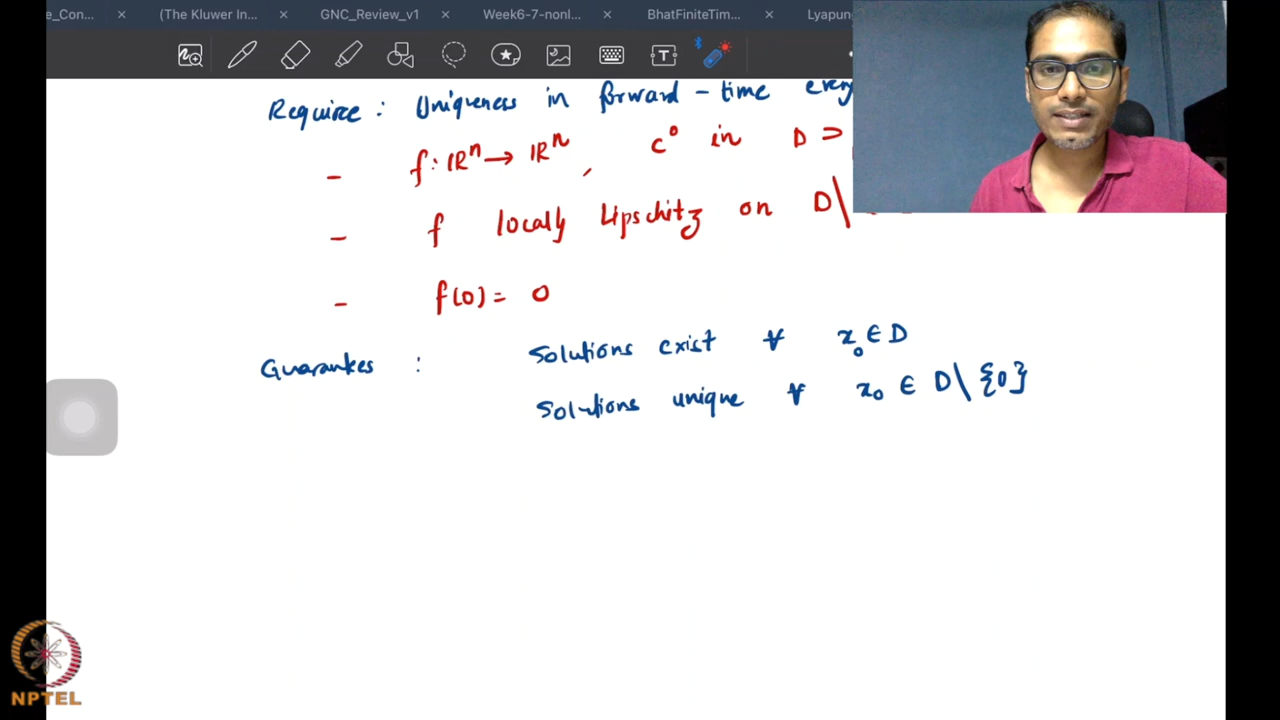 e_Con... × (The Kluwer In... × GNC_Review_v1 × Week6-7-nonl... × BhatFiniteTim... × Lyapun
Require : Uniqueness in forward-time every
- f: ℝⁿ → ℝⁿ, C⁰ in D ⊃
- f locally Lipschitz on D\
- f(0) = 0
Guarantees : Solutions exist ∀ x₀ ∈ D
Solutions unique ∀ x₀ ∈ D\{0}
NPTEL